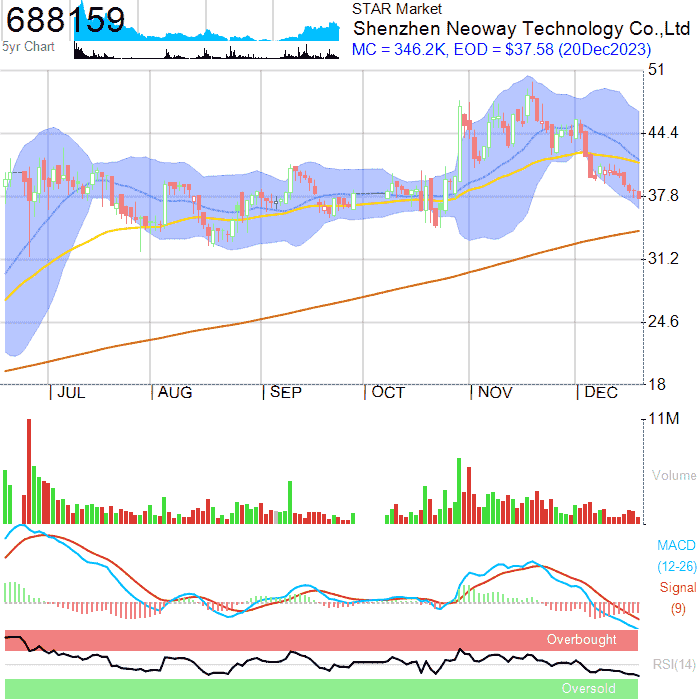 688159
5yr Chart
STAR Market
Shenzhen Neoway Technology Co.,Ltd
MC = 346.2K, EOD = $37.58 (20Dec2023)
51
44.4
37.8
31.2
24.6
18
JUL AUG SEP OCT NOV DEC
11M
Volume
MACD
(12-26)
Signal
(9)
Overbought
RSI(14)
Oversold